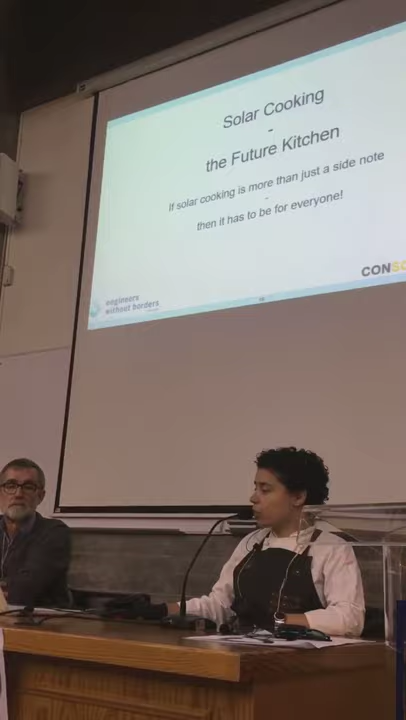 Solar Cooking
-
the Future Kitchen
If solar cooking is more than just a side note
-
then it has to be for everyone!
engineers
without borders
CONSO